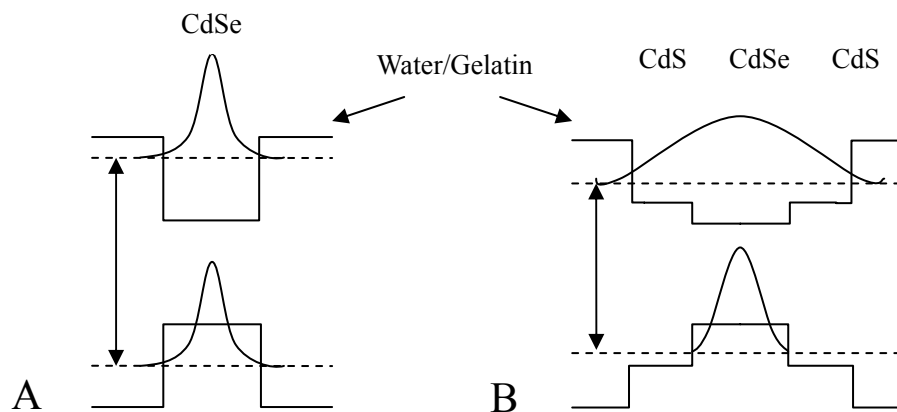 CdSe
Water/Gelatin
CdS CdSe CdS
A
B